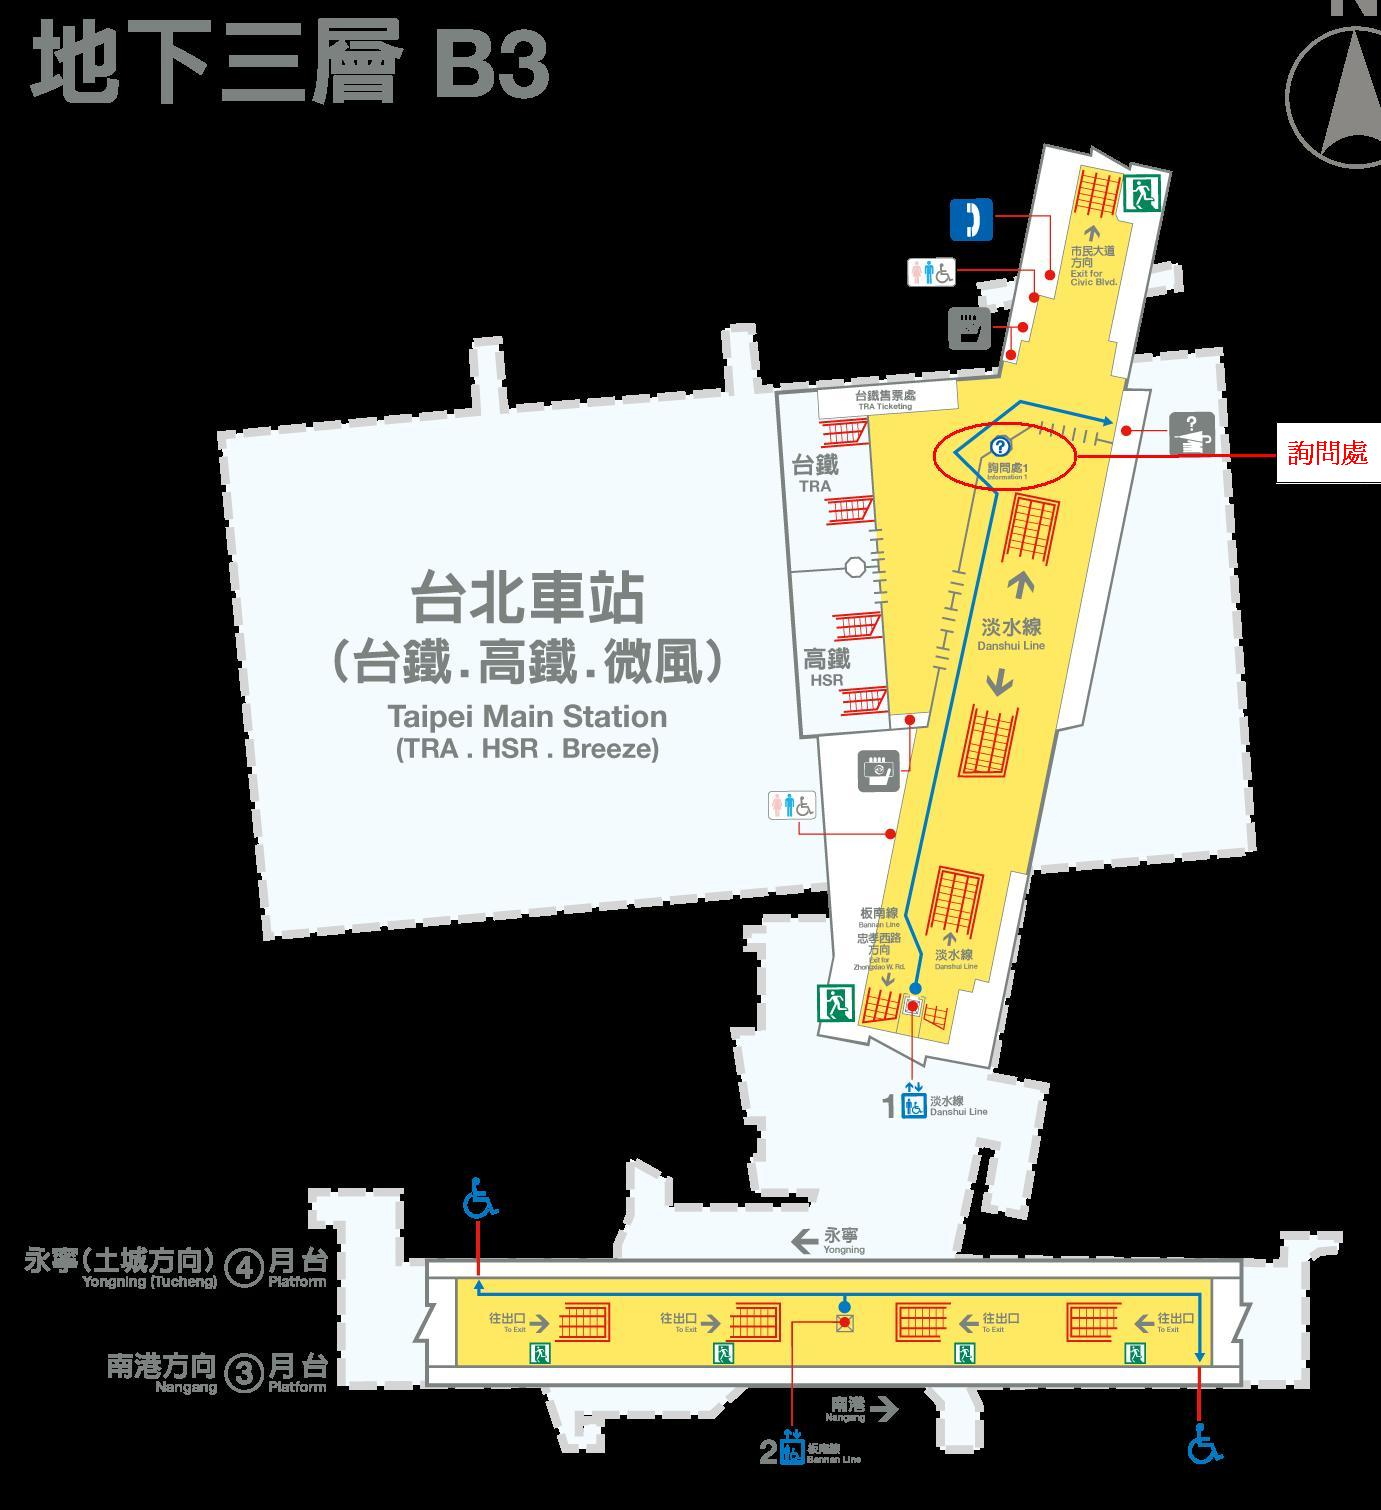 N
地下三層 B3
市民大道
方向
Exit for
Civic Blvd.
台鐵售票處
TRA Ticketing
?
詢問處
?
詢問處1
Information 1
台鐵
TRA
台北車站
(台鐵.高鐵.微風)
Taipei Main Station
(TRA . HSR . Breeze)
淡水線
Danshui Line
高鐵
HSR
板南線
Bannan Line
忠孝西路
方向
Exit for
Zhongxiao W. Rd.
淡水線
Danshui Line
1
淡水線
Danshui Line
永寧
Yongning
永寧(土城方向) 4 月台
Yongning (Tucheng) Platform
往出口
To Exit
往出口
To Exit
往出口
To Exit
往出口
To Exit
南港方向 3 月台
Nangang Platform
南港
Nangang
2
板南線
Bannan Line